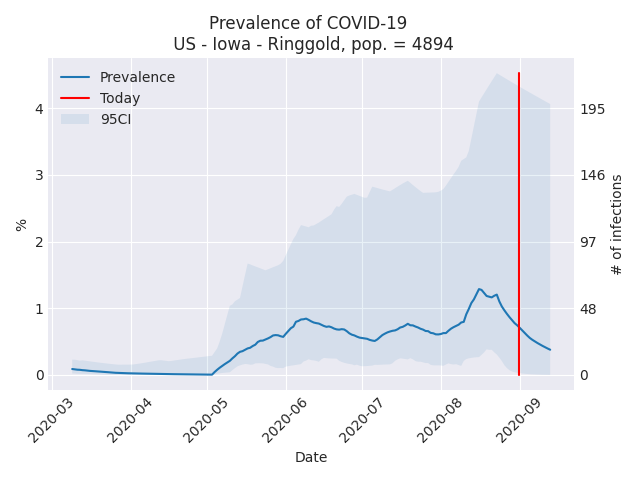 Prevalence of COVID-19
US - Iowa - Ringgold, pop. = 4894
Prevalence
Today
95CI
4
3
2
1
0
%
195
146
97
48
0
# of infections
2020-03
2020-04
2020-05
2020-06
2020-07
2020-08
2020-09
Date